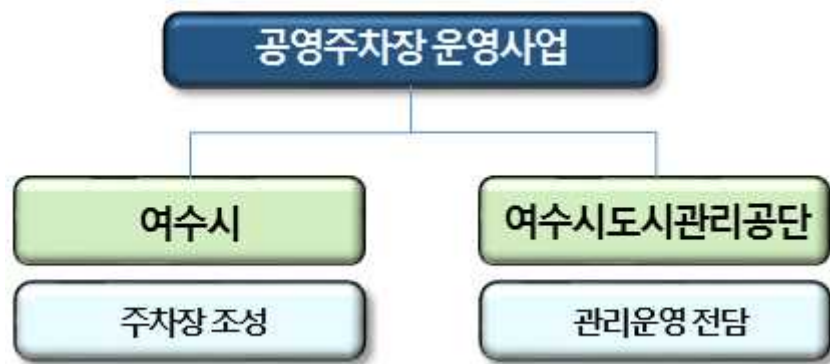 공영주차장 운영사업
여수시
여수시도시관리공단
주차장 조성
관리운영 전담